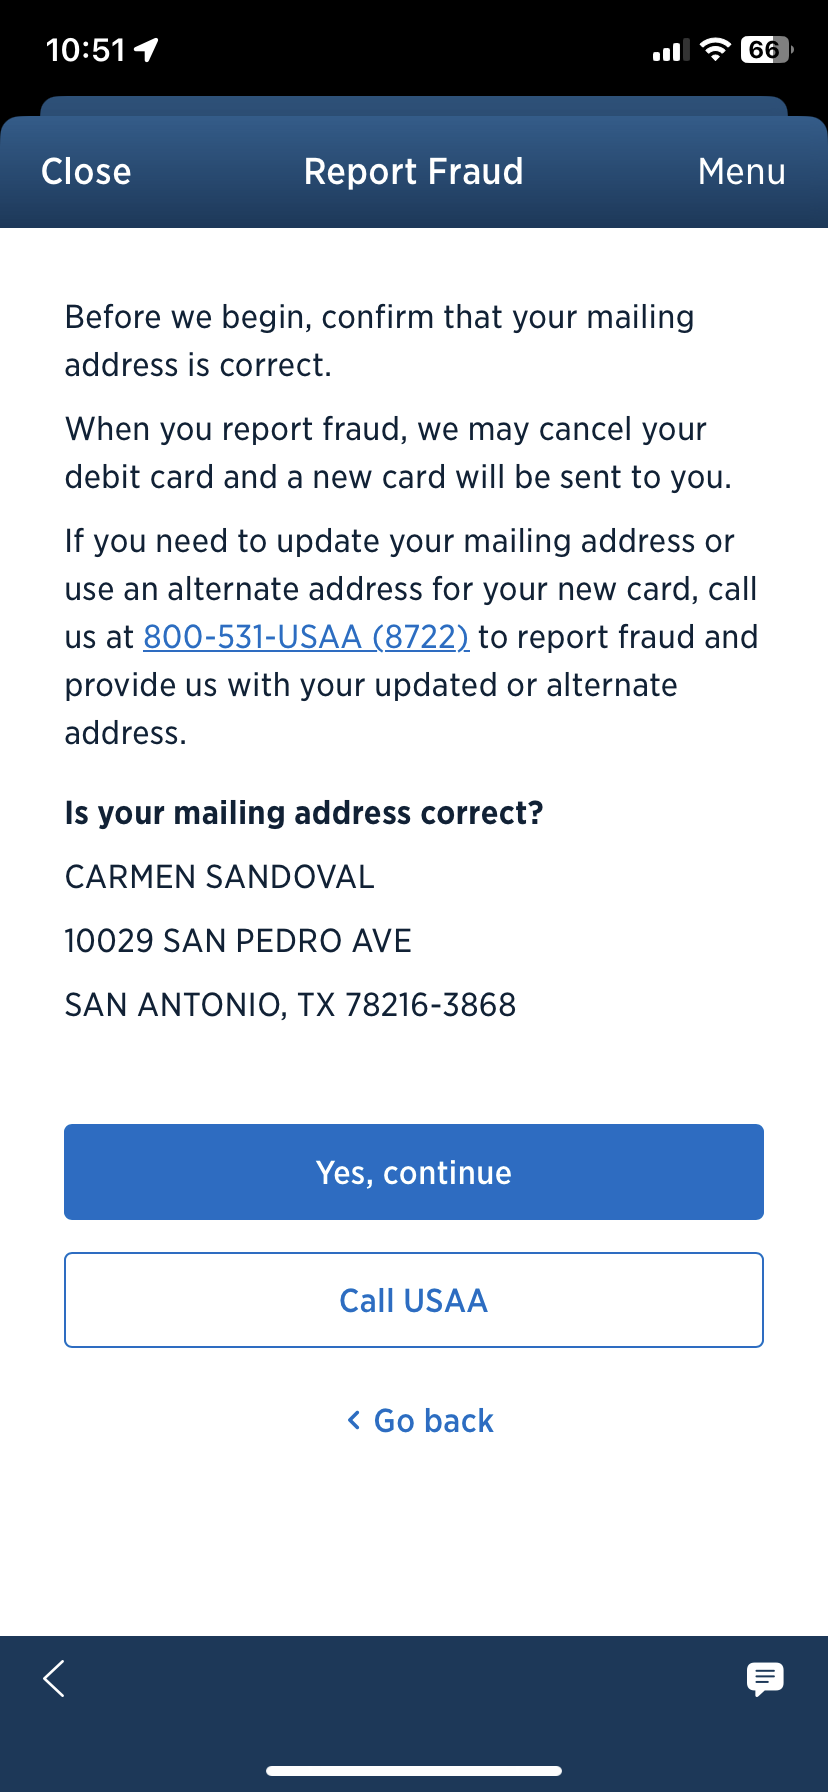 10:51
66
Close Report Fraud Menu
Before we begin, confirm that your mailing
address is correct.
When you report fraud, we may cancel your
debit card and a new card will be sent to you.
If you need to update your mailing address or
use an alternate address for your new card, call
us at 800-531-USAA (8722) to report fraud and
provide us with your updated or alternate
address.
Is your mailing address correct?
CARMEN SANDOVAL
10029 SAN PEDRO AVE
SAN ANTONIO, TX 78216-3868
Yes, continue
Call USAA
Go back